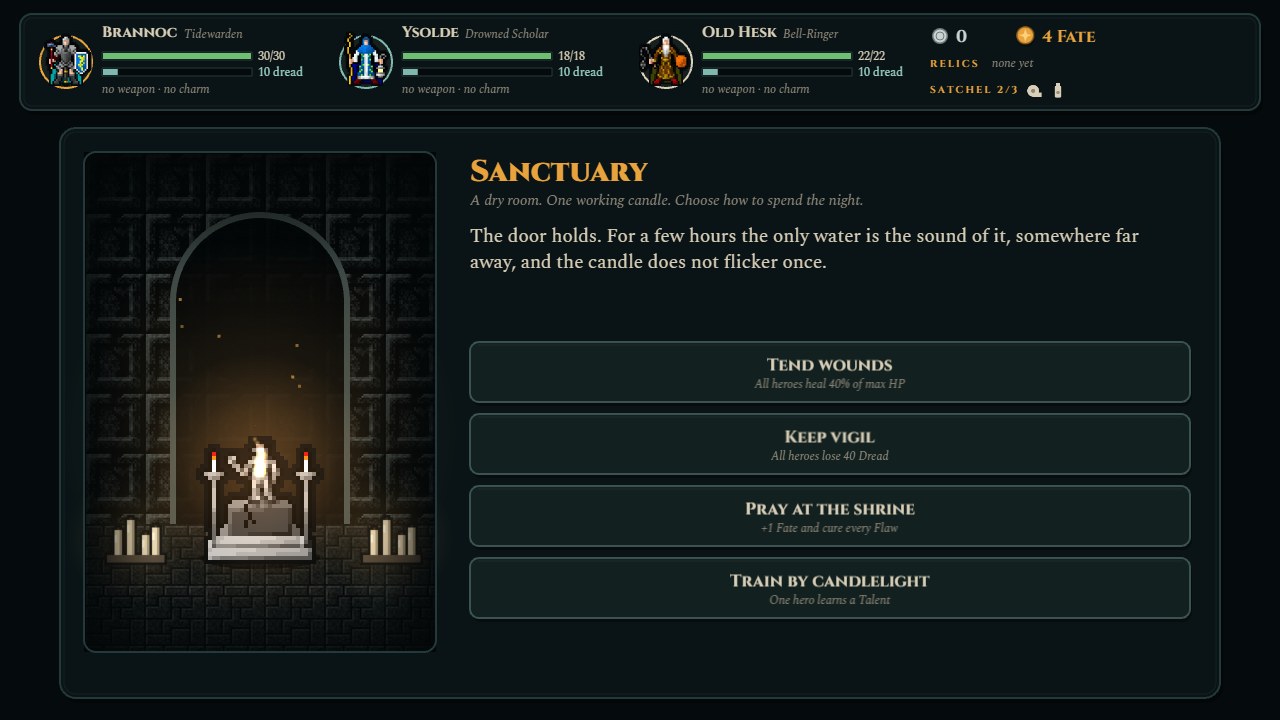 Brannoc Tidewarden
30/30
10 dread
no weapon · no charm
Ysolde Drowned Scholar
18/18
10 dread
no weapon · no charm
Old Hesk Bell-Ringer
22/22
10 dread
no weapon · no charm
0 4 Fate
RELICS none yet
SATCHEL 2/3
Sanctuary
A dry room. One working candle. Choose how to spend the night.
The door holds. For a few hours the only water is the sound of it, somewhere far
away, and the candle does not flicker once.
Tend wounds
All heroes heal 40% of max HP
Keep vigil
All heroes lose 40 Dread
Pray at the shrine
+1 Fate and cure every Flaw
Train by candlelight
One hero learns a Talent